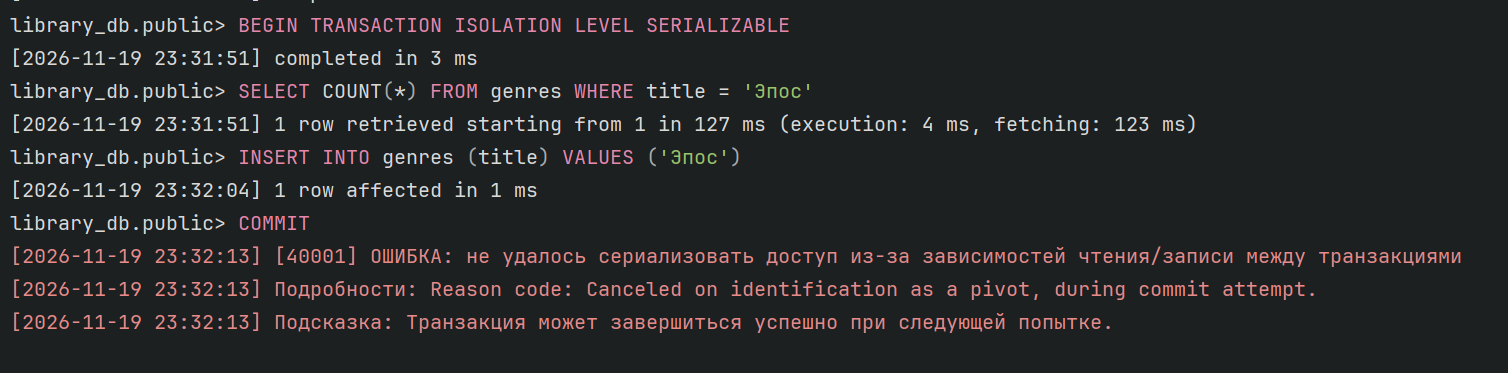 library_db.public> BEGIN TRANSACTION ISOLATION LEVEL SERIALIZABLE
[2026-11-19 23:31:51] completed in 3 ms
library_db.public> SELECT COUNT(*) FROM genres WHERE title = 'Эпос'
[2026-11-19 23:31:51] 1 row retrieved starting from 1 in 127 ms (execution: 4 ms, fetching: 123 ms)
library_db.public> INSERT INTO genres (title) VALUES ('Эпос')
[2026-11-19 23:32:04] 1 row affected in 1 ms
library_db.public> COMMIT
[2026-11-19 23:32:13] [40001] ОШИБКА: не удалось сериализовать доступ из-за зависимостей чтения/записи между транзакциями
[2026-11-19 23:32:13] Подробности: Reason code: Canceled on identification as a pivot, during commit attempt.
[2026-11-19 23:32:13] Подсказка: Транзакция может завершиться успешно при следующей попытке.